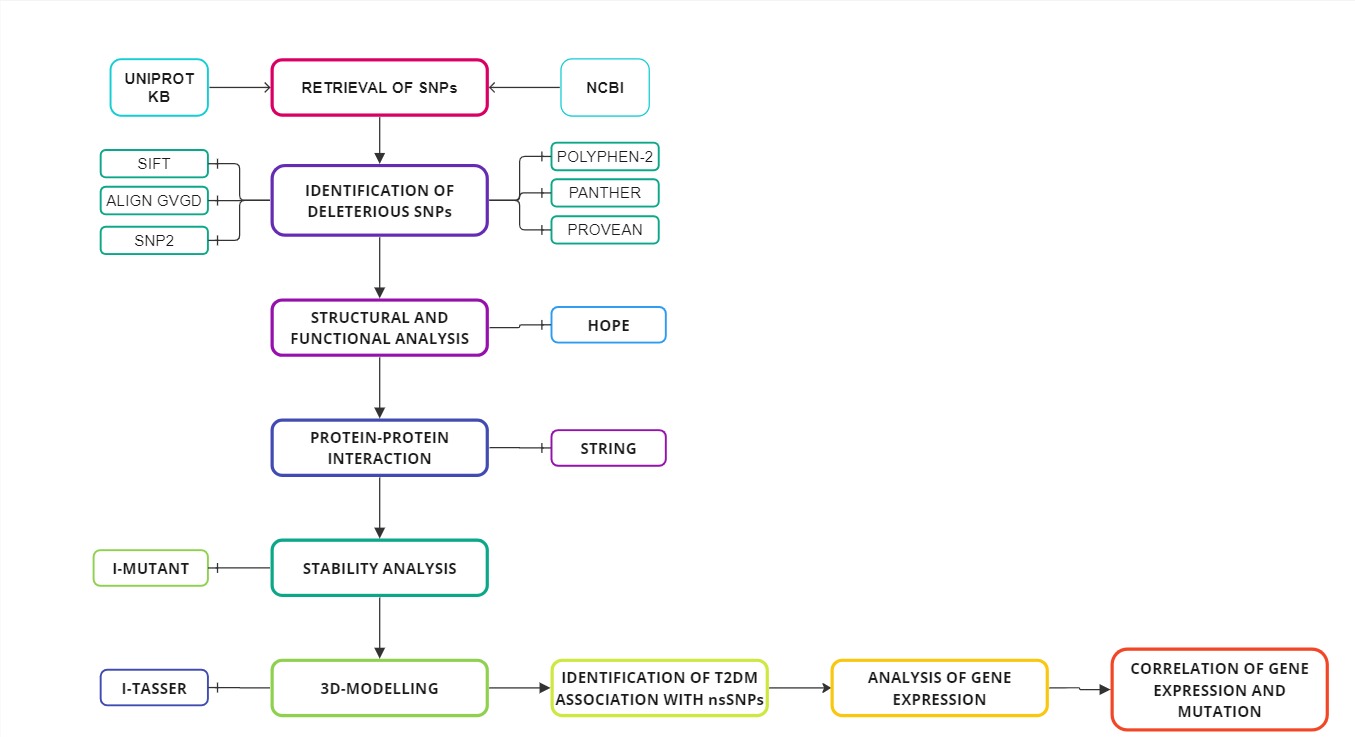 UNIPROT
KB
RETRIEVAL OF SNPs
NCBI
SIFT
ALIGN GVGD
SNP2
IDENTIFICATION OF
DELETERIOUS SNPs
POLYPHEN-2
PANTHER
PROVEAN
STRUCTURAL AND
FUNCTIONAL ANALYSIS
HOPE
PROTEIN-PROTEIN
INTERACTION
STRING
I-MUTANT
STABILITY ANALYSIS
I-TASSER
3D-MODELLING
IDENTIFICATION OF T2DM
ASSOCIATION WITH nsSNPs
ANALYSIS OF GENE
EXPRESSION
CORRELATION OF GENE
EXPRESSION AND
MUTATION